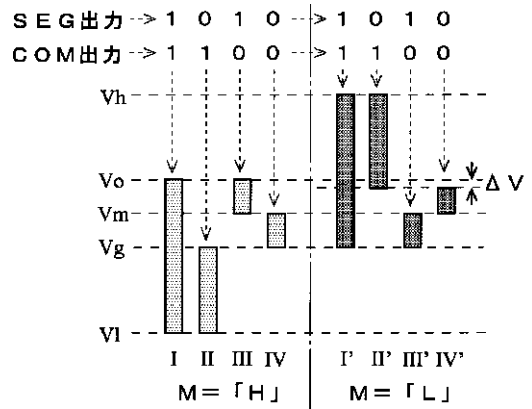 SEG出力 1 0 1 0 1 0 1 0
COM出力 1 1 0 0 1 1 0 0
Vh
Vo
ΔV
Vm
Vg
Vl
I II III IV I' II' III' IV'
M=「H」 M=「L」